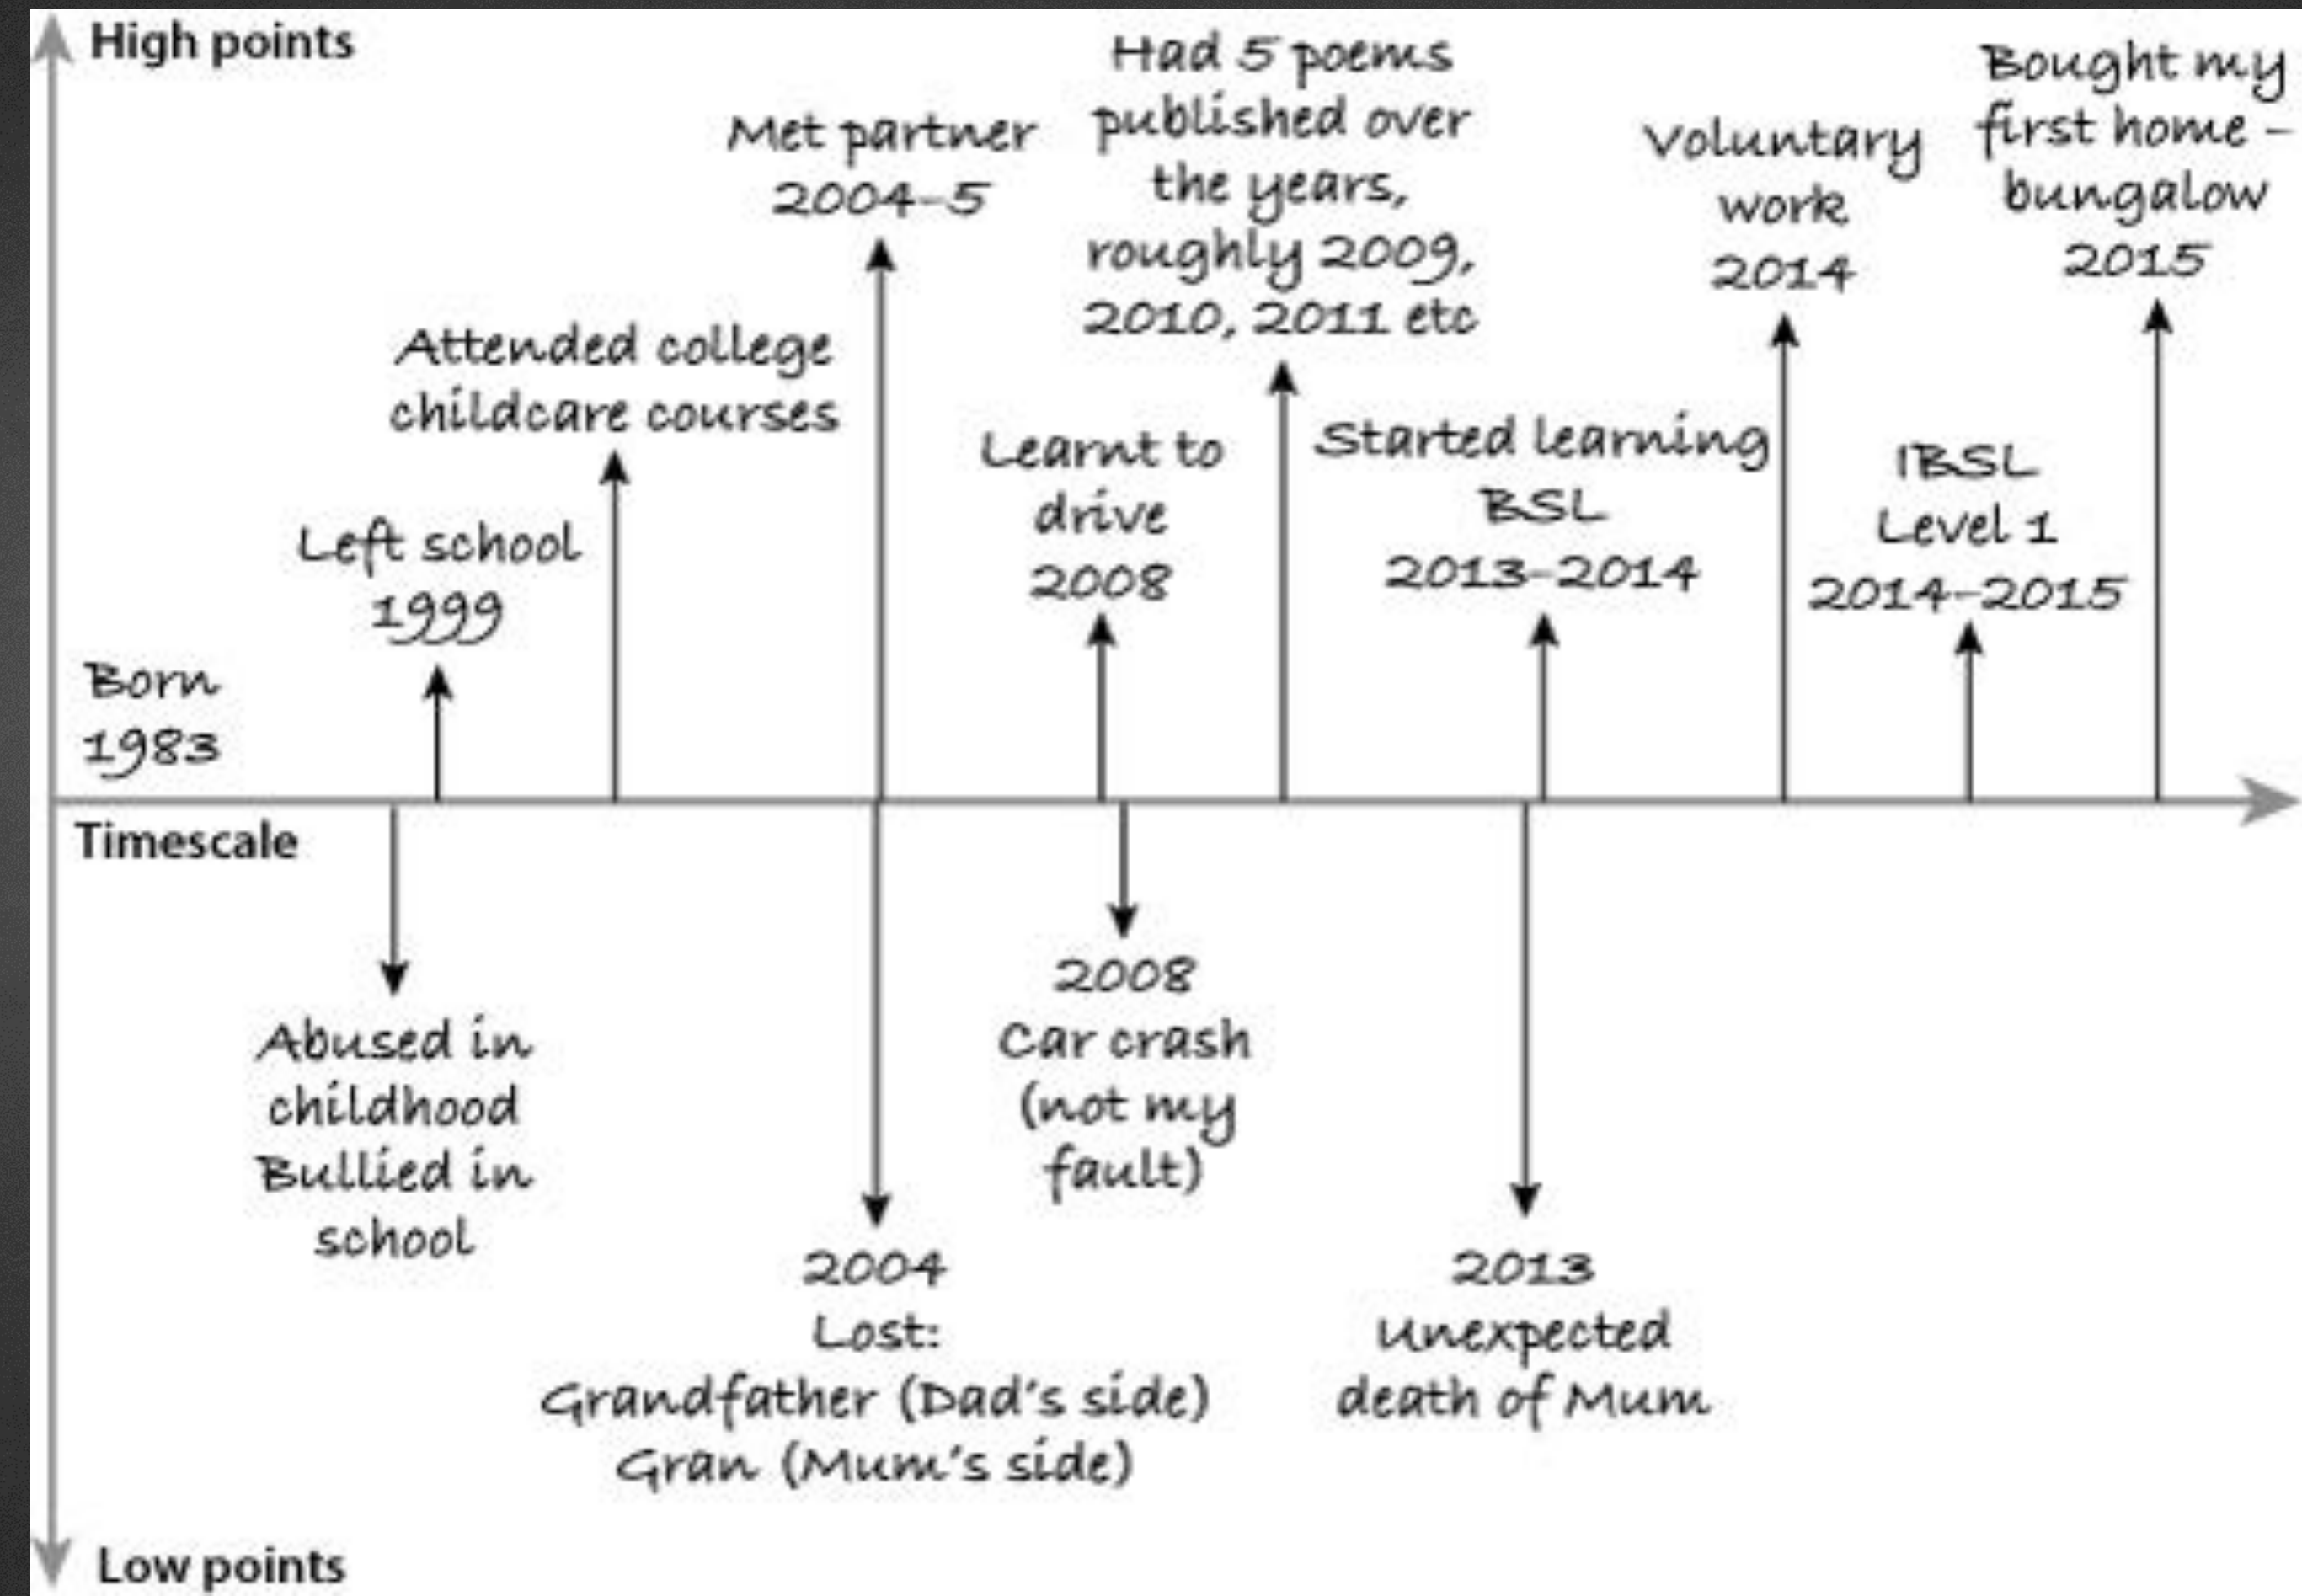 High points
Born
1983
Left school
1999
Attended college
childcare courses
Met partner
2004-5
Learnt to
drive
2008
Had 5 poems
published over
the years,
roughly 2009,
2010, 2011 etc
Started learning
BSL
2013-2014
Voluntary
work
2014
IBSL
Level 1
2014-2015
Bought my
first home –
bungalow
2015
Timescale
Abused in
childhood
Bullied in
school
2004
Lost:
Grandfather (Dad's side)
Gran (Mum's side)
2008
Car crash
(not my
fault)
2013
Unexpected
death of Mum
Low points